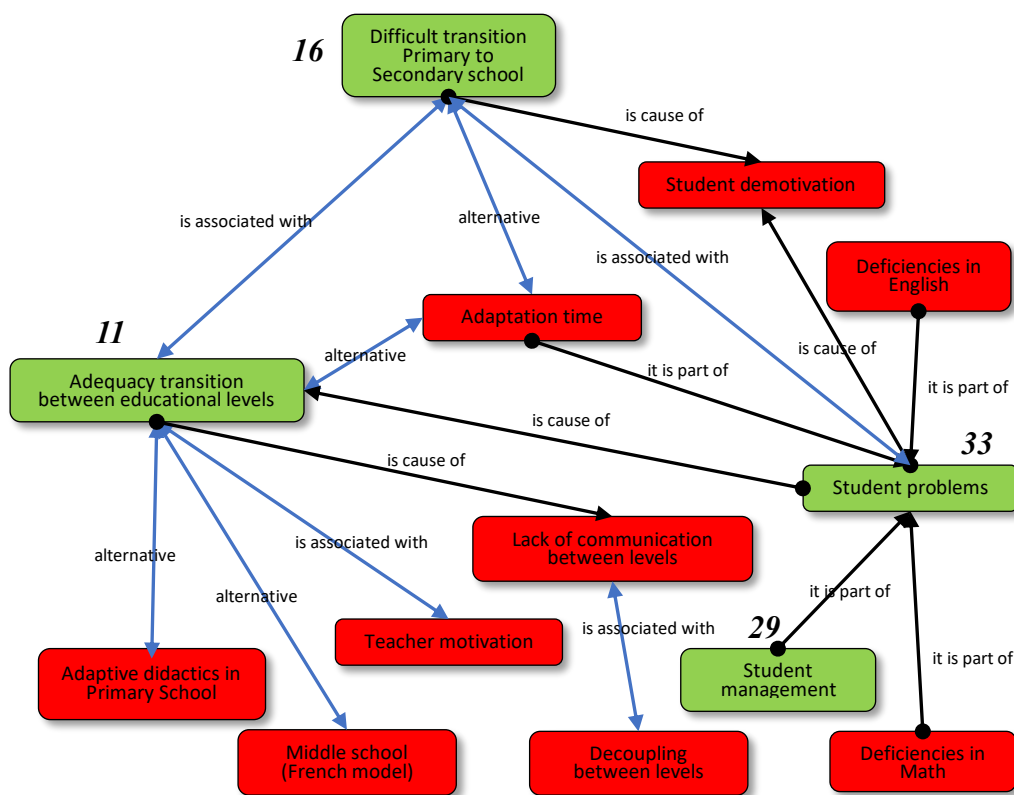 16
Difficult transition
Primary to
Secondary school
is cause of
Student demotivation
is associated with
alternative
is associated with
Deficiencies in
English
11
Adaptation time
alternative
is cause of
Adequacy transition
between educational levels
it is part of
it is part of
is cause of
33
is cause of
Student problems
is associated with
Lack of communication
between levels
alternative
alternative
it is part of
29
is associated with
Teacher motivation
it is part of
Adaptive didactics in
Primary School
Student
management
Middle school
(French model)
Decoupling
between levels
Deficiencies in
Math